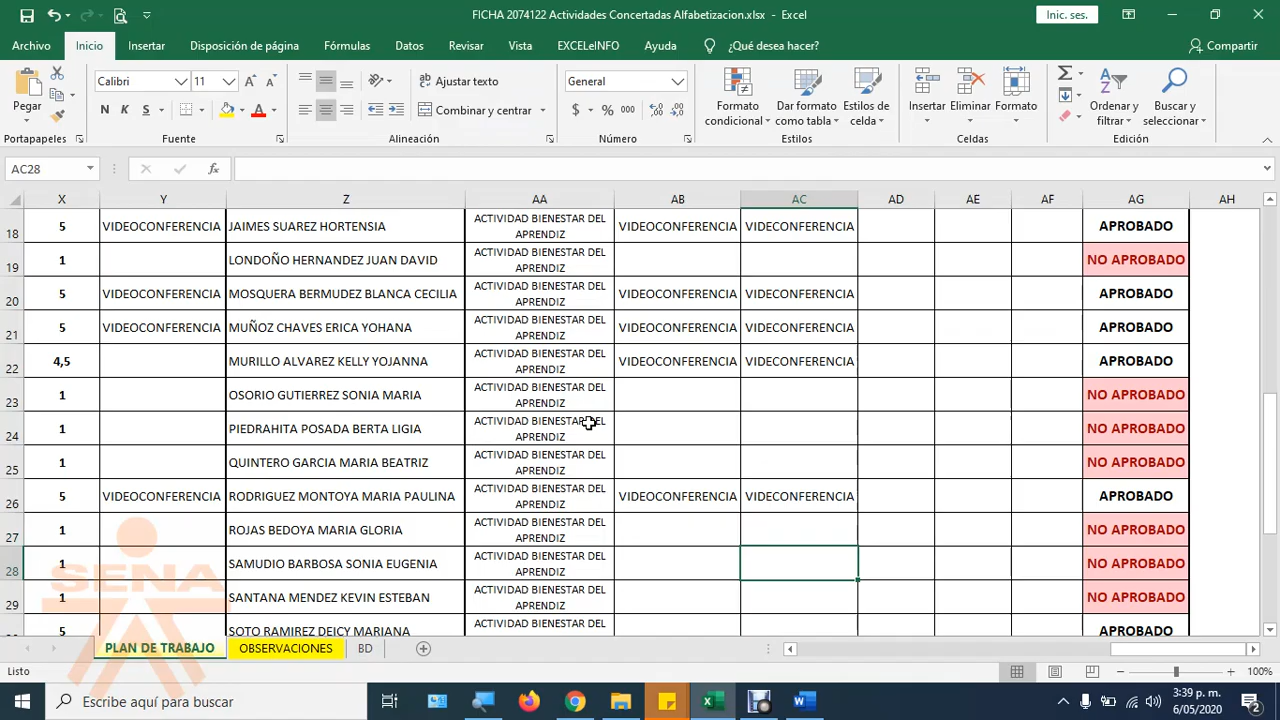 FICHA 2074122 Actividades Concertadas Alfabetizacion.xlsx - Excel
Inic. ses.
Archivo Inicio Insertar Disposición de página Fórmulas Datos Revisar Vista EXCELeINFO Ayuda ¿Qué desea hacer? Compartir
Pegar
Calibri 11
N K S
Ajustar texto
Combinar y centrar
General
$ % 000
Formato condicional
Dar formato como tabla
Estilos de celda
Insertar
Eliminar
Formato
Ordenar y filtrar
Buscar y seleccionar
Portapapeles Fuente Alineación Número Estilos Celdas Edición
AC28 fx
X Y Z AA AB AC AD AE AF AG AH
18 5 VIDEOCONFERENCIA JAIMES SUAREZ HORTENSIA ACTIVIDAD BIENESTAR DEL APRENDIZ VIDEOCONFERENCIA VIDECONFERENCIA APROBADO
19 1 LONDOÑO HERNANDEZ JUAN DAVID ACTIVIDAD BIENESTAR DEL APRENDIZ NO APROBADO
20 5 VIDEOCONFERENCIA MOSQUERA BERMUDEZ BLANCA CECILIA ACTIVIDAD BIENESTAR DEL APRENDIZ VIDEOCONFERENCIA VIDECONFERENCIA APROBADO
21 5 VIDEOCONFERENCIA MUÑOZ CHAVES ERICA YOHANA ACTIVIDAD BIENESTAR DEL APRENDIZ VIDEOCONFERENCIA VIDECONFERENCIA APROBADO
22 4,5 MURILLO ALVAREZ KELLY YOJANNA ACTIVIDAD BIENESTAR DEL APRENDIZ VIDEOCONFERENCIA VIDECONFERENCIA APROBADO
23 1 OSORIO GUTIERREZ SONIA MARIA ACTIVIDAD BIENESTAR DEL APRENDIZ NO APROBADO
24 1 PIEDRAHITA POSADA BERTA LIGIA ACTIVIDAD BIENESTAR DEL APRENDIZ NO APROBADO
25 1 QUINTERO GARCIA MARIA BEATRIZ ACTIVIDAD BIENESTAR DEL APRENDIZ NO APROBADO
26 5 VIDEOCONFERENCIA RODRIGUEZ MONTOYA MARIA PAULINA ACTIVIDAD BIENESTAR DEL APRENDIZ VIDEOCONFERENCIA VIDECONFERENCIA APROBADO
27 1 ROJAS BEDOYA MARIA GLORIA ACTIVIDAD BIENESTAR DEL APRENDIZ NO APROBADO
28 1 SAMUDIO BARBOSA SONIA EUGENIA ACTIVIDAD BIENESTAR DEL APRENDIZ NO APROBADO
29 1 SANTANA MENDEZ KEVIN ESTEBAN ACTIVIDAD BIENESTAR DEL APRENDIZ NO APROBADO
5 SOTO RAMIREZ DEICY MARIANA ACTIVIDAD BIENESTAR DEL APROBADO
SENA
PLAN DE TRABAJO OBSERVACIONES BD
Listo 100%
Escribe aquí para buscar
3:39 p. m.
6/05/2020
2